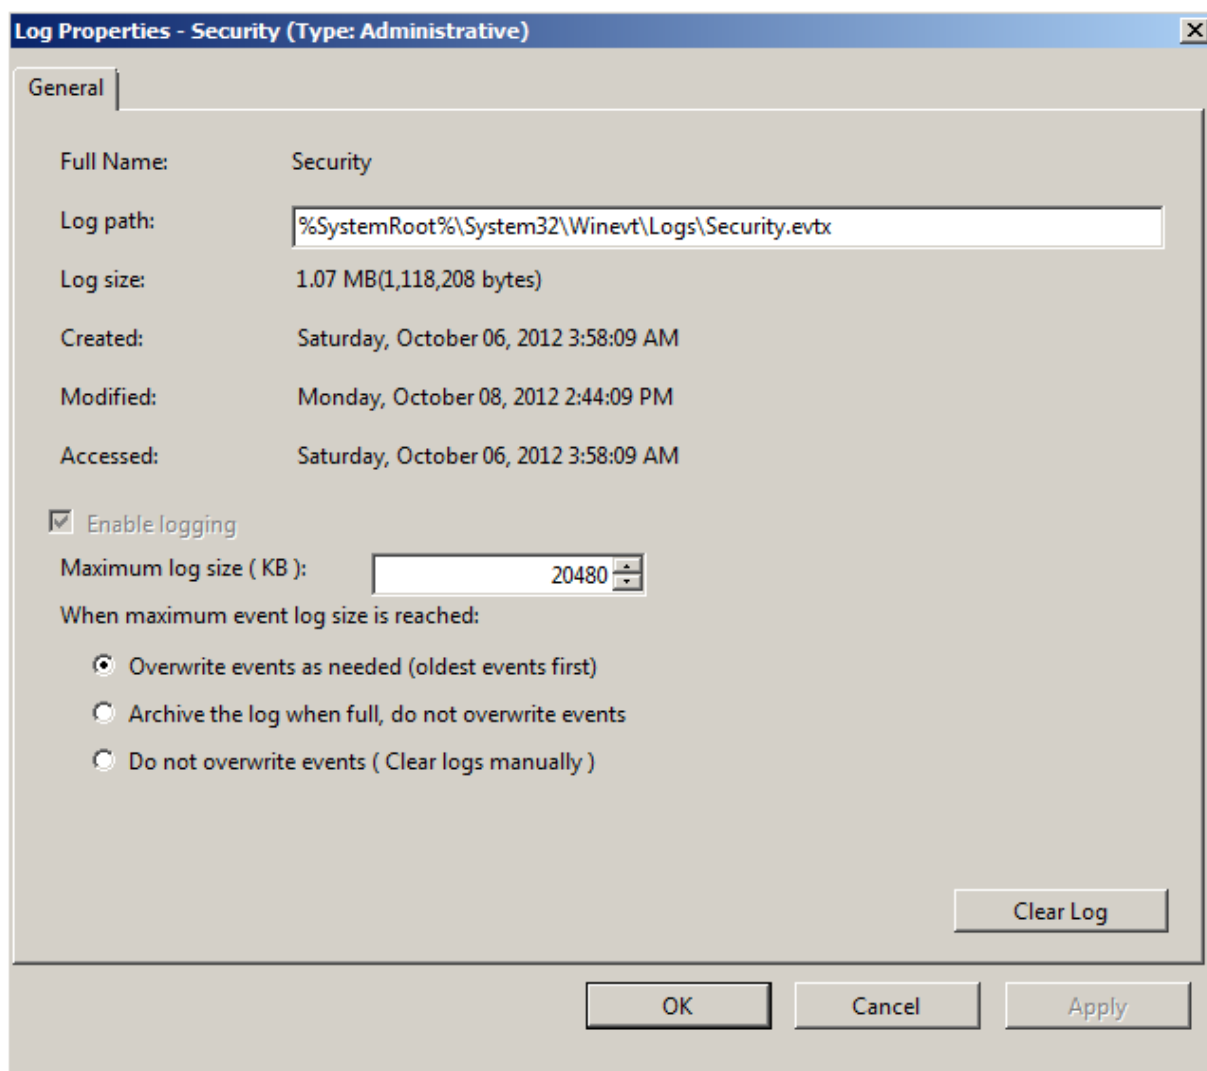 Log Properties - Security (Type: Administrative)
General
Full Name: Security
Log path: %SystemRoot%\System32\Winevt\Logs\Security.evtx
Log size: 1.07 MB(1,118,208 bytes)
Created: Saturday, October 06, 2012 3:58:09 AM
Modified: Monday, October 08, 2012 2:44:09 PM
Accessed: Saturday, October 06, 2012 3:58:09 AM
Enable logging
Maximum log size ( KB ): 20480
When maximum event log size is reached:
Overwrite events as needed (oldest events first)
Archive the log when full, do not overwrite events
Do not overwrite events ( Clear logs manually )
Clear Log
OK Cancel Apply